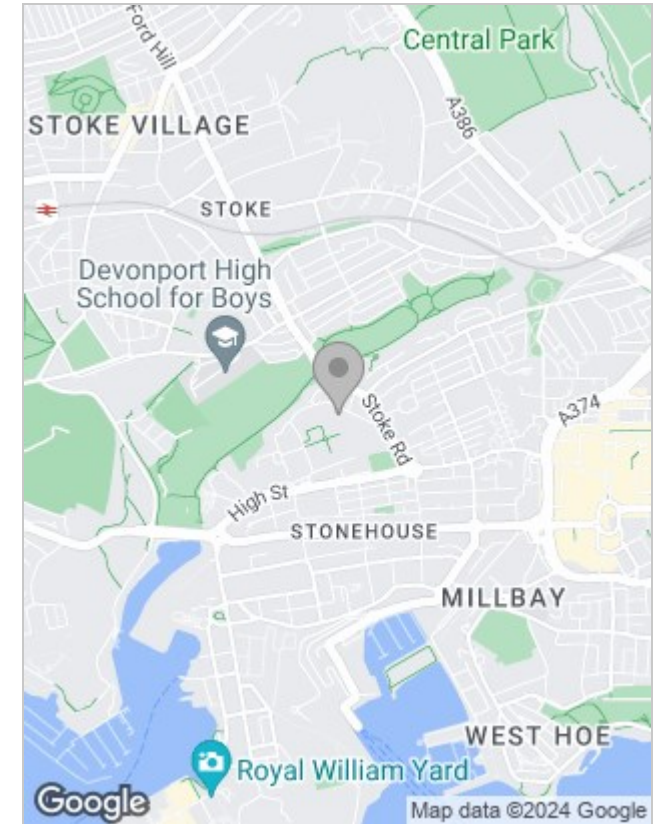 Ford Hill
Central Park
A386
STOKE VILLAGE
STOKE
Devonport High
School for Boys
Stoke Rd
A374
High St
STONEHOUSE
MILLBAY
WEST HOE
Royal William Yard
Google
Map data ©2024 Google